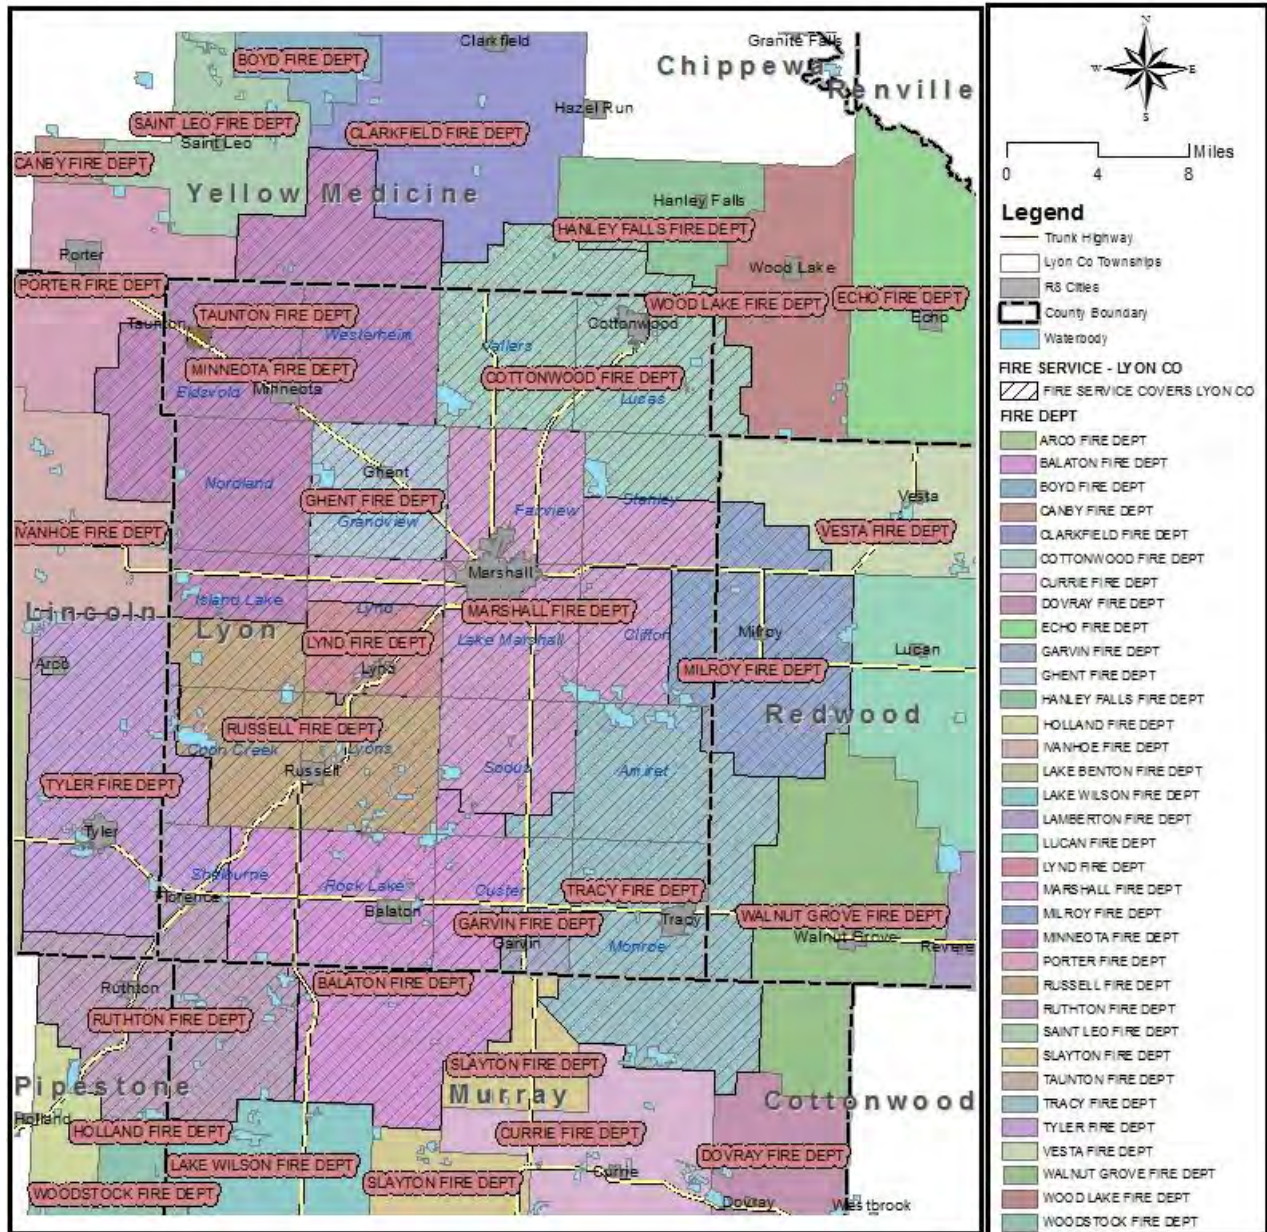 Clarkfield
Granite Falls
BOYD FIRE DEPT
Chippewa
Renville
Hazel Run
SAINT LEO FIRE DEPT
CLARKFIELD FIRE DEPT
Saint Leo
CANBY FIRE DEPT
Yellow Medicine
Hanley Falls
HANLEY FALLS FIRE DEPT
Porter
Wood Lake
PORTER FIRE DEPT
WOOD LAKE FIRE DEPT
ECHO FIRE DEPT
TAUNTON FIRE DEPT
Echo
Taunton
Westerheim
Vallers
Cottonwood
MINNEOTA FIRE DEPT
COTTONWOOD FIRE DEPT
Eidsvold
Minneota
Lucas
Ghent
Nordland
GHENT FIRE DEPT
Stanley
Vesta
Grandview
Fairview
IVANHOE FIRE DEPT
VESTA FIRE DEPT
Marshall
Island Lake
Lynd
MARSHALL FIRE DEPT
Lincoln
Lyon
LYND FIRE DEPT
Lake Marshall
Clifton
Milroy
Arco
Lynd
MILROY FIRE DEPT
Lucan
Redwood
RUSSELL FIRE DEPT
Coon Creek
Lyons
Russell
Sodus
Amiret
TYLER FIRE DEPT
Tyler
Shelburne
Rock Lake
Custer
TRACY FIRE DEPT
Florence
Balaton
GARVIN FIRE DEPT
Tracy
WALNUT GROVE FIRE DEPT
Garvin
Monroe
Walnut Grove
Revere
Ruthton
BALATON FIRE DEPT
RUTHTON FIRE DEPT
SLAYTON FIRE DEPT
Pipestone
Murray
Cottonwood
Holland
HOLLAND FIRE DEPT
CURRIE FIRE DEPT
LAKE WILSON FIRE DEPT
DOVRAY FIRE DEPT
Currie
WOODSTOCK FIRE DEPT
SLAYTON FIRE DEPT
Dovray
Westbrook
N
W E
S
Miles
0 4 8
Legend
Trunk Highway
Lyon Co Townships
RS Cities
County Boundary
Waterbody
FIRE SERVICE - LYON CO
FIRE SERVICE COVERS LYON CO
FIRE DEPT
ARCO FIRE DEPT
BALATON FIRE DEPT
BOYD FIRE DEPT
CANBY FIRE DEPT
CLARKFIELD FIRE DEPT
COTTONWOOD FIRE DEPT
CURRIE FIRE DEPT
DOVRAY FIRE DEPT
ECHO FIRE DEPT
GARVIN FIRE DEPT
GHENT FIRE DEPT
HANLEY FALLS FIRE DEPT
HOLLAND FIRE DEPT
IVANHOE FIRE DEPT
LAKE BENTON FIRE DEPT
LAKE WILSON FIRE DEPT
LAMBERTON FIRE DEPT
LUCAN FIRE DEPT
LYND FIRE DEPT
MARSHALL FIRE DEPT
MILROY FIRE DEPT
MINNEOTA FIRE DEPT
PORTER FIRE DEPT
RUSSELL FIRE DEPT
RUTHTON FIRE DEPT
SAINT LEO FIRE DEPT
SLAYTON FIRE DEPT
TAUNTON FIRE DEPT
TRACY FIRE DEPT
TYLER FIRE DEPT
VESTA FIRE DEPT
WALNUT GROVE FIRE DEPT
WOOD LAKE FIRE DEPT
WOODSTOCK FIRE DEPT